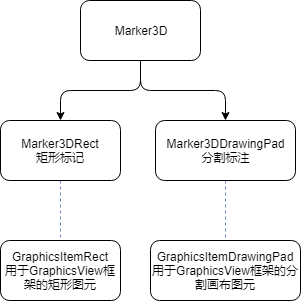 Marker3D
Marker3DRect
矩形标记
Marker3DDrawingPad
分割标注
GraphicsItemRect
用于GraphicsView框
架的矩形图元
GraphicsItemDrawingPad
用于GraphicsView框架的分
割画布图元